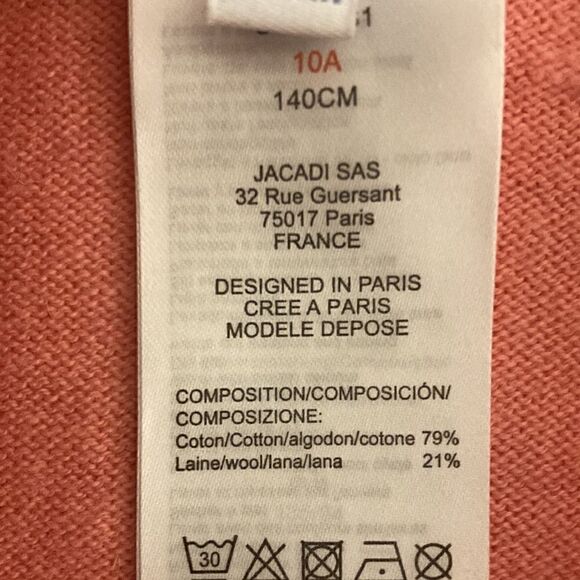 10A
140CM
JACADI SAS
32 Rue Guersant
75017 Paris
FRANCE
DESIGNED IN PARIS
CREE A PARIS
MODELE DEPOSE
COMPOSITION/COMPOSICIÓN/
COMPOSIZIONE:
Coton/Cotton/algodon/cotone 79%
Laine/wool/lana/lana 21%
30